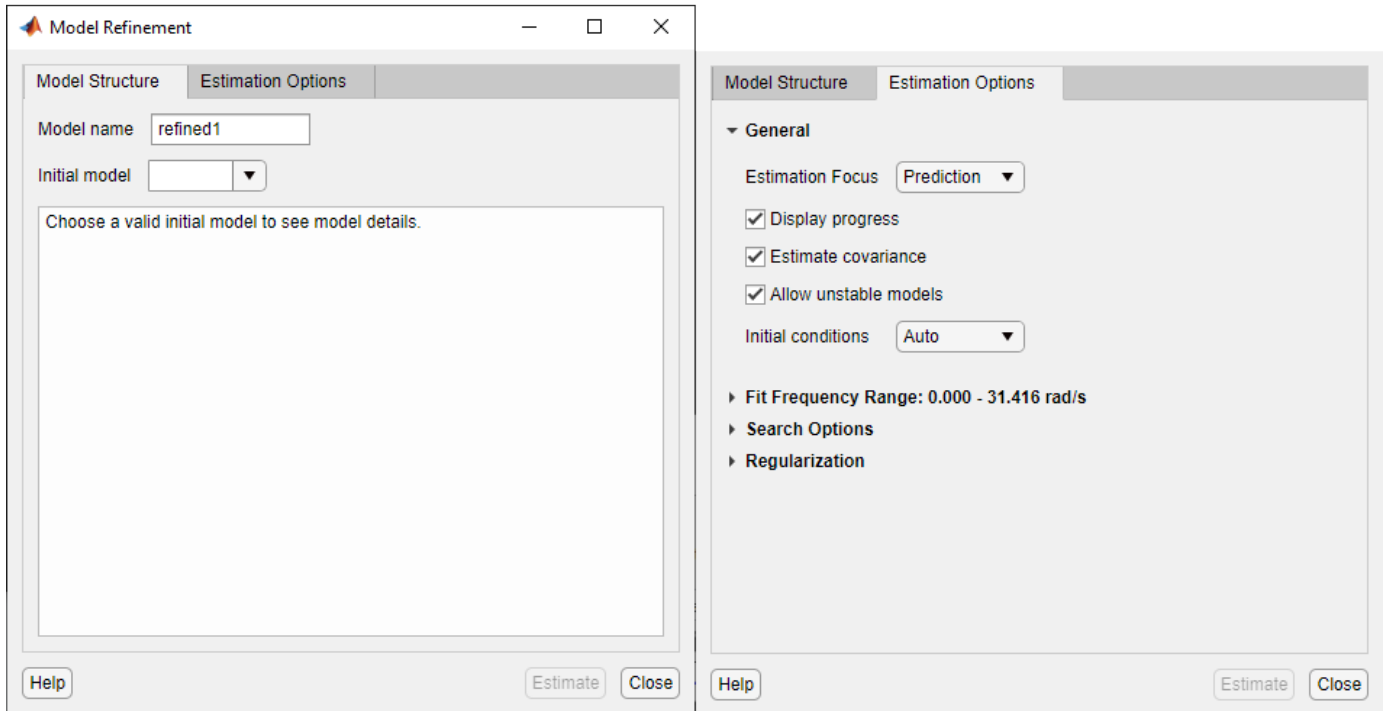 Model Refinement
Model Structure
Estimation Options
Model name
refined1
Initial model
Choose a valid initial model to see model details.
Help
Estimate
Close
Model Structure
Estimation Options
General
Estimation Focus
Prediction
Display progress
Estimate covariance
Allow unstable models
Initial conditions
Auto
Fit Frequency Range: 0.000 - 31.416 rad/s
Search Options
Regularization
Help
Estimate
Close